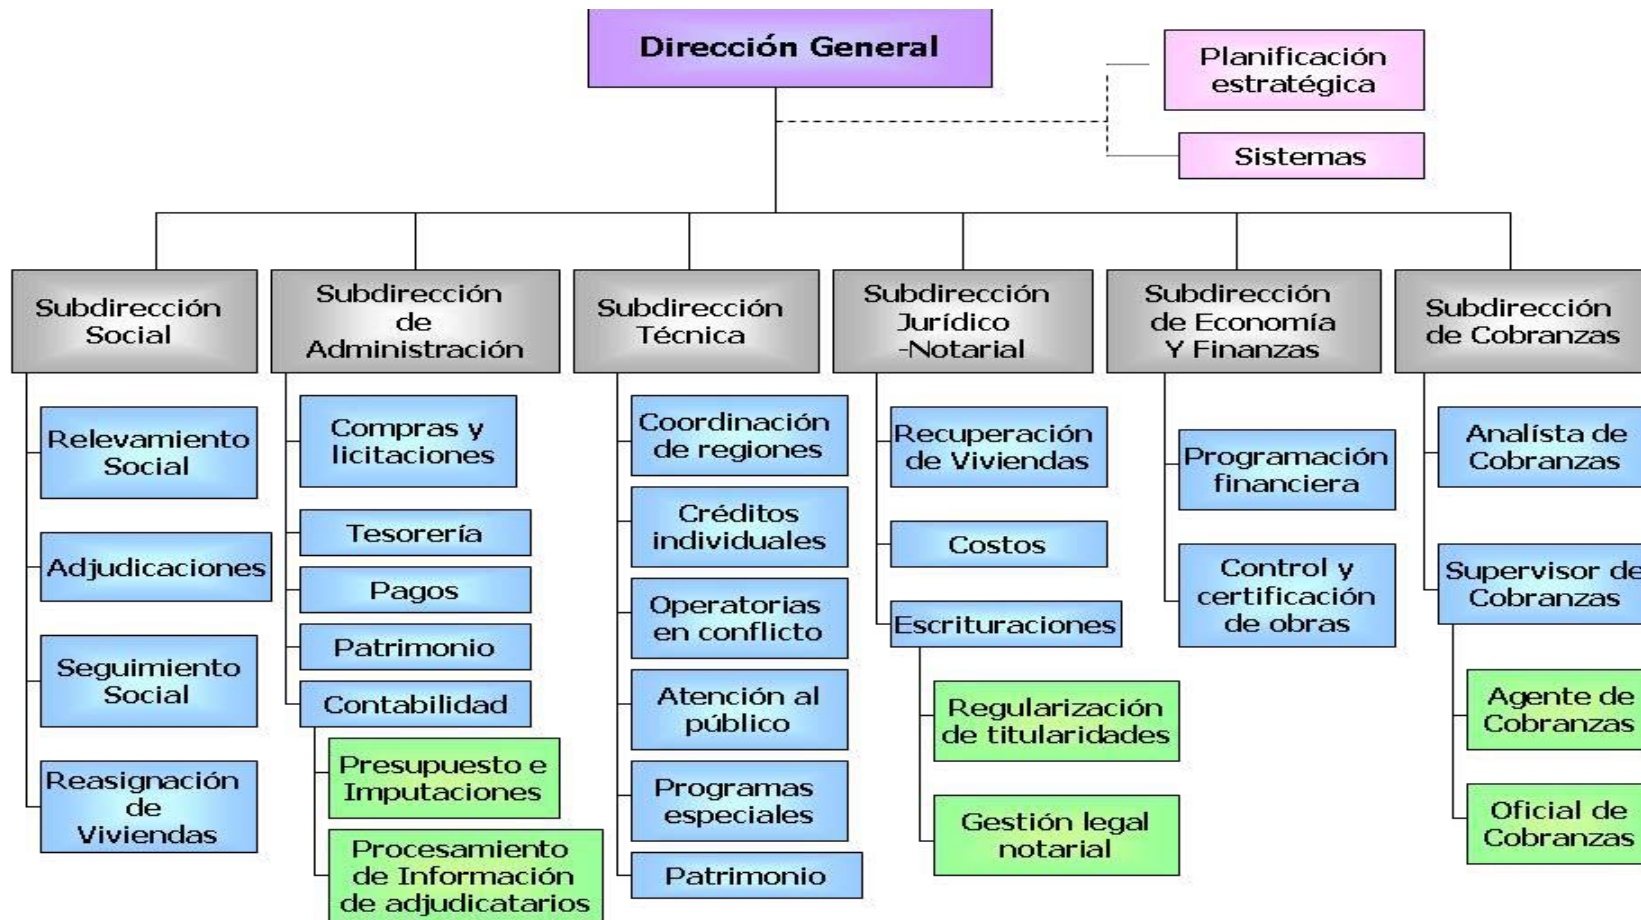 Dirección General
Planificación
estratégica
Sistemas
Subdirección
Social
Subdirección
de
Administración
Subdirección
Técnica
Subdirección
Jurídico
-Notarial
Subdirección
de Economía
Y Finanzas
Subdirección
de Cobranzas
Relevamiento
Social
Adjudicaciones
Seguimiento
Social
Reasignación
de
Viviendas
Compras y
licitaciones
Tesorería
Pagos
Patrimonio
Contabilidad
Presupuesto e
Imputaciones
Procesamiento
de Información
de adjudicatarios
Coordinación
de regiones
Créditos
individuales
Operatorias
en conflicto
Atención al
público
Programas
especiales
Patrimonio
Recuperación
de Viviendas
Costos
Escrituraciones
Regularización
de titularidades
Gestión legal
notarial
Programación
financiera
Control y
certificación
de obras
Analísta de
Cobranzas
Supervisor de
Cobranzas
Agente de
Cobranzas
Oficial de
Cobranzas